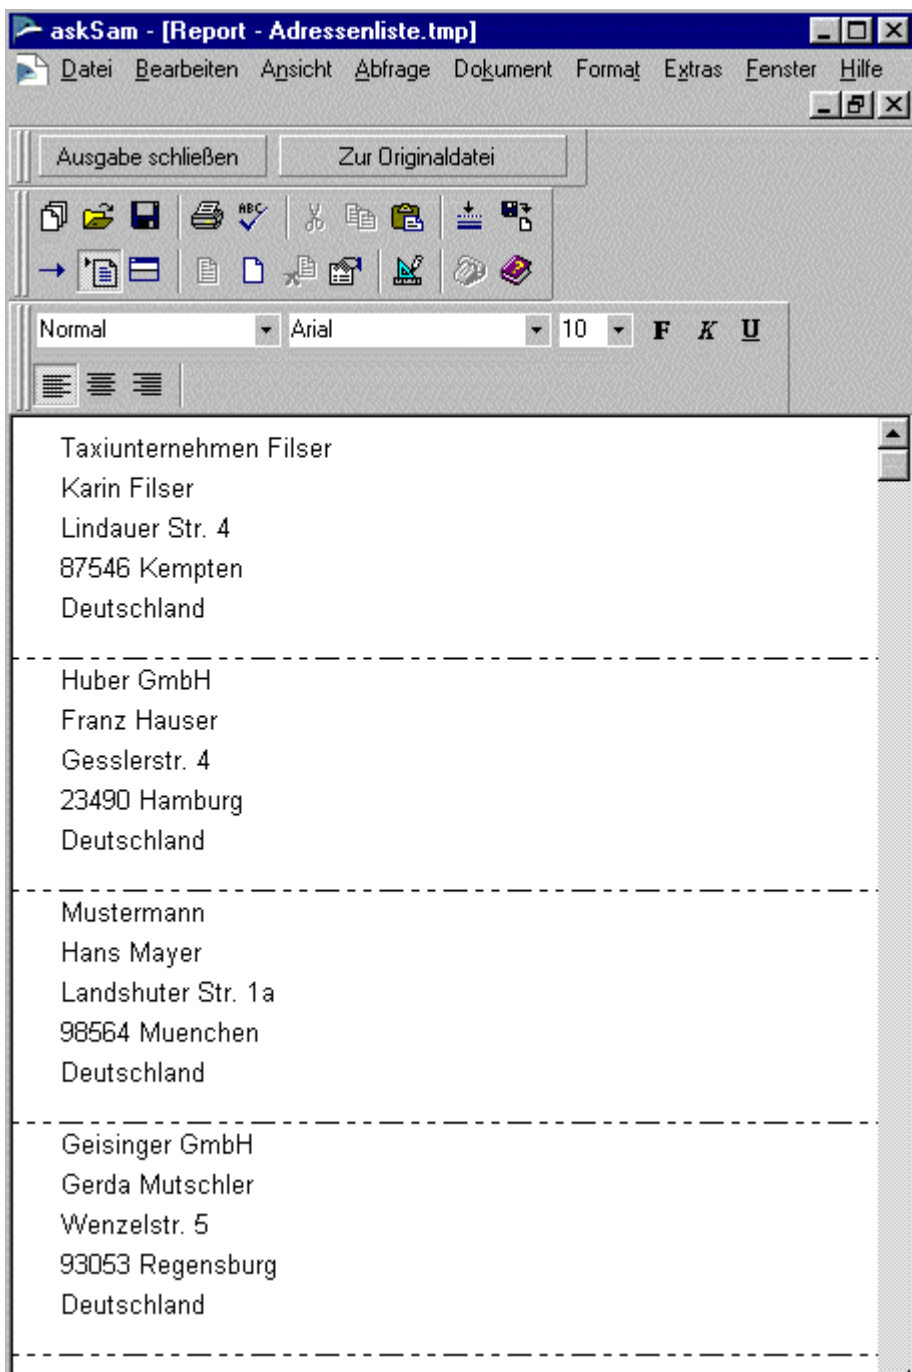 askSam - [Report - Adressenliste.tmp]
Datei Bearbeiten Ansicht Abfrage Dokument Format Extras Fenster Hilfe
Ausgabe schließen Zur Originaldatei
ABC
Normal Arial 10 F K U
Taxiunternehmen Filser
Karin Filser
Lindauer Str. 4
87546 Kempten
Deutschland
Huber GmbH
Franz Hauser
Gesslerstr. 4
23490 Hamburg
Deutschland
Mustermann
Hans Mayer
Landshuter Str. 1a
98564 Muenchen
Deutschland
Geisinger GmbH
Gerda Mutschler
Wenzelstr. 5
93053 Regensburg
Deutschland